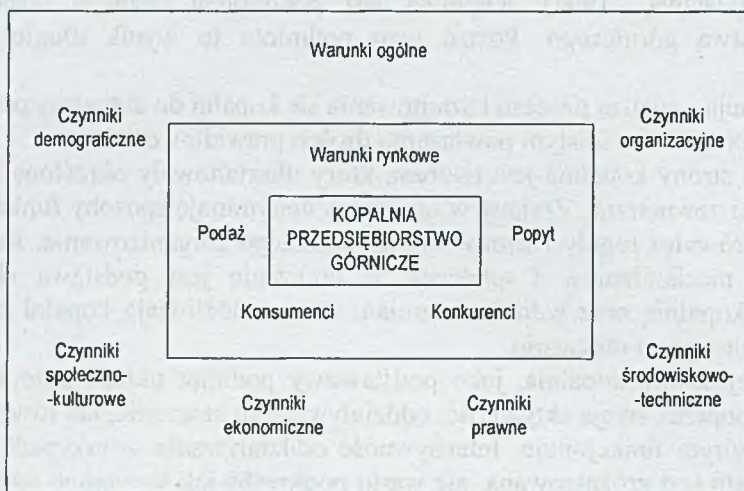 Warunki ogólne
Czynniki
demograficzne
Czynniki
organizacyjne
Warunki rynkowe
Podaż
KOPALNIA
PRZEDSIĘBIORSTWO
GÓRNICZE
Popyt
Konsumenci
Konkurenci
Czynniki
społeczno-
-kulturowe
Czynniki
środowiskowo-
-techniczne
Czynniki
ekonomiczne
Czynniki
prawne